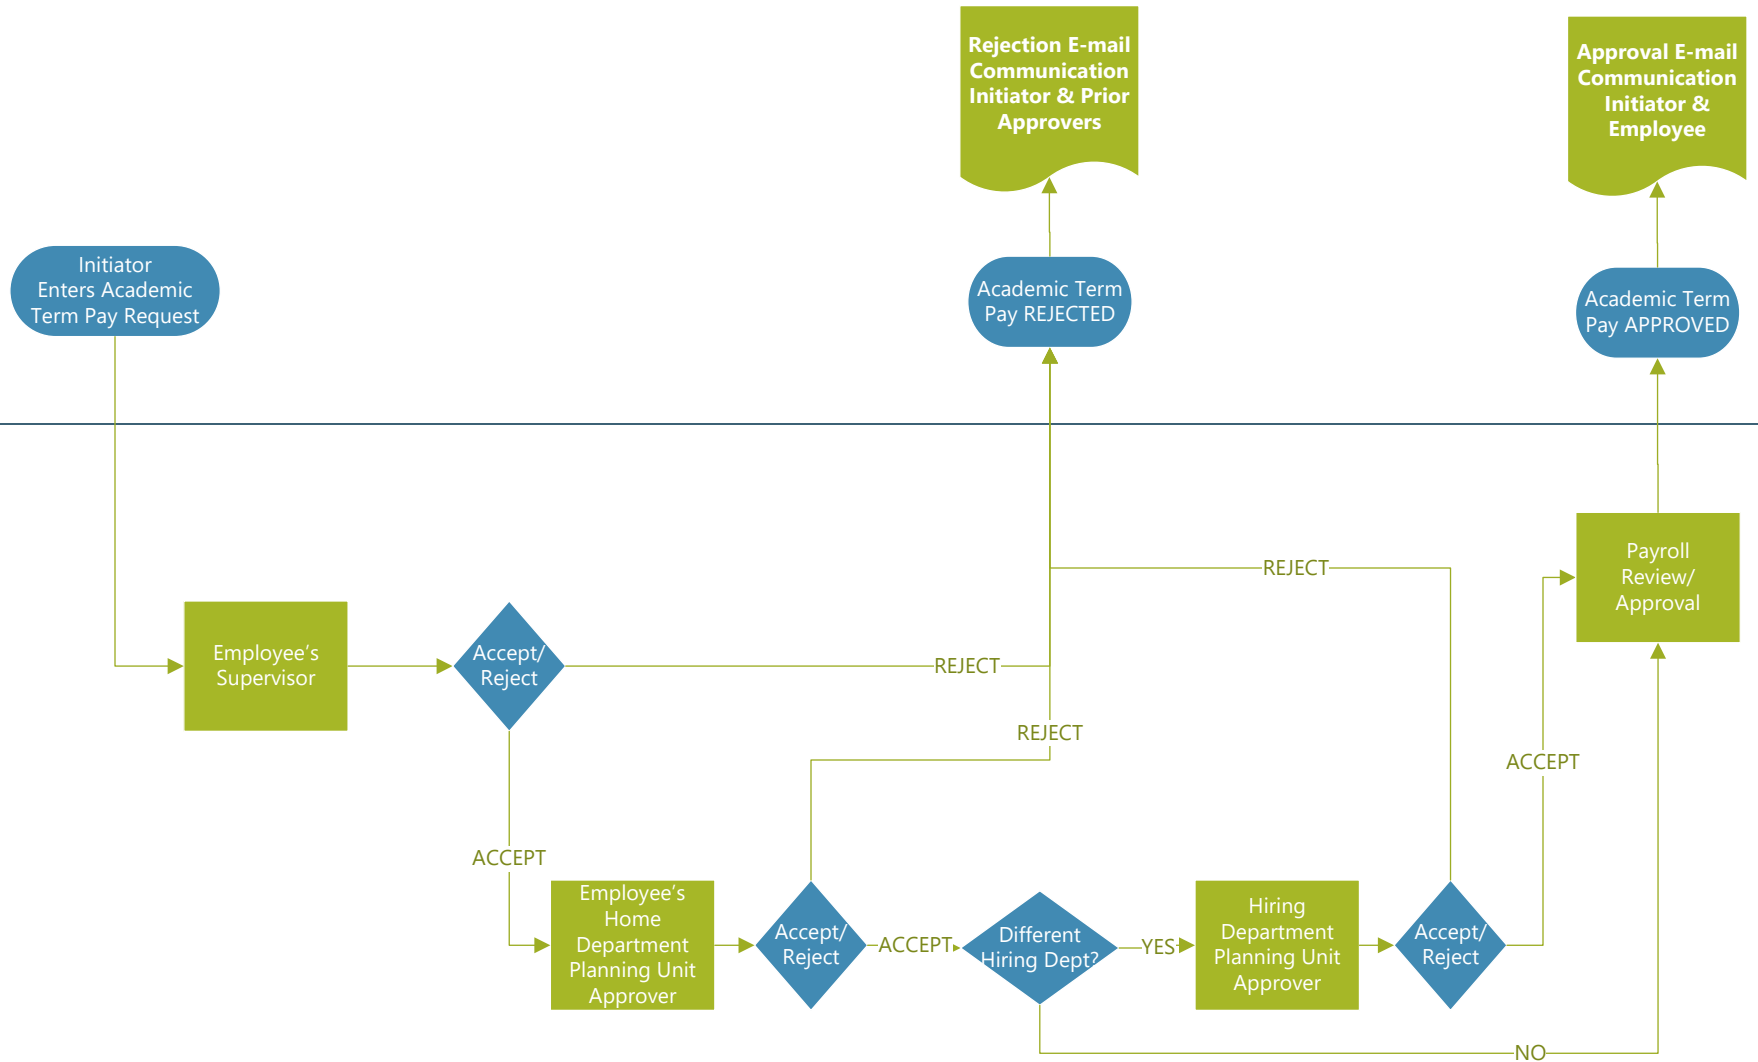 Rejection E-mail
Communication
Initiator & Prior
Approvers
Approval E-mail
Communication
Initiator &
Employee
Initiator
Enters Academic
Term Pay Request
Academic Term
Pay REJECTED
Academic Term
Pay APPROVED
Payroll
Review/
Approval
REJECT
Employee’s
Supervisor
Accept/
Reject
REJECT
REJECT
ACCEPT
ACCEPT
Employee’s
Home
Department
Planning Unit
Approver
Accept/
Reject
ACCEPT
Different
Hiring Dept?
YES
Hiring
Department
Planning Unit
Approver
Accept/
Reject
NO